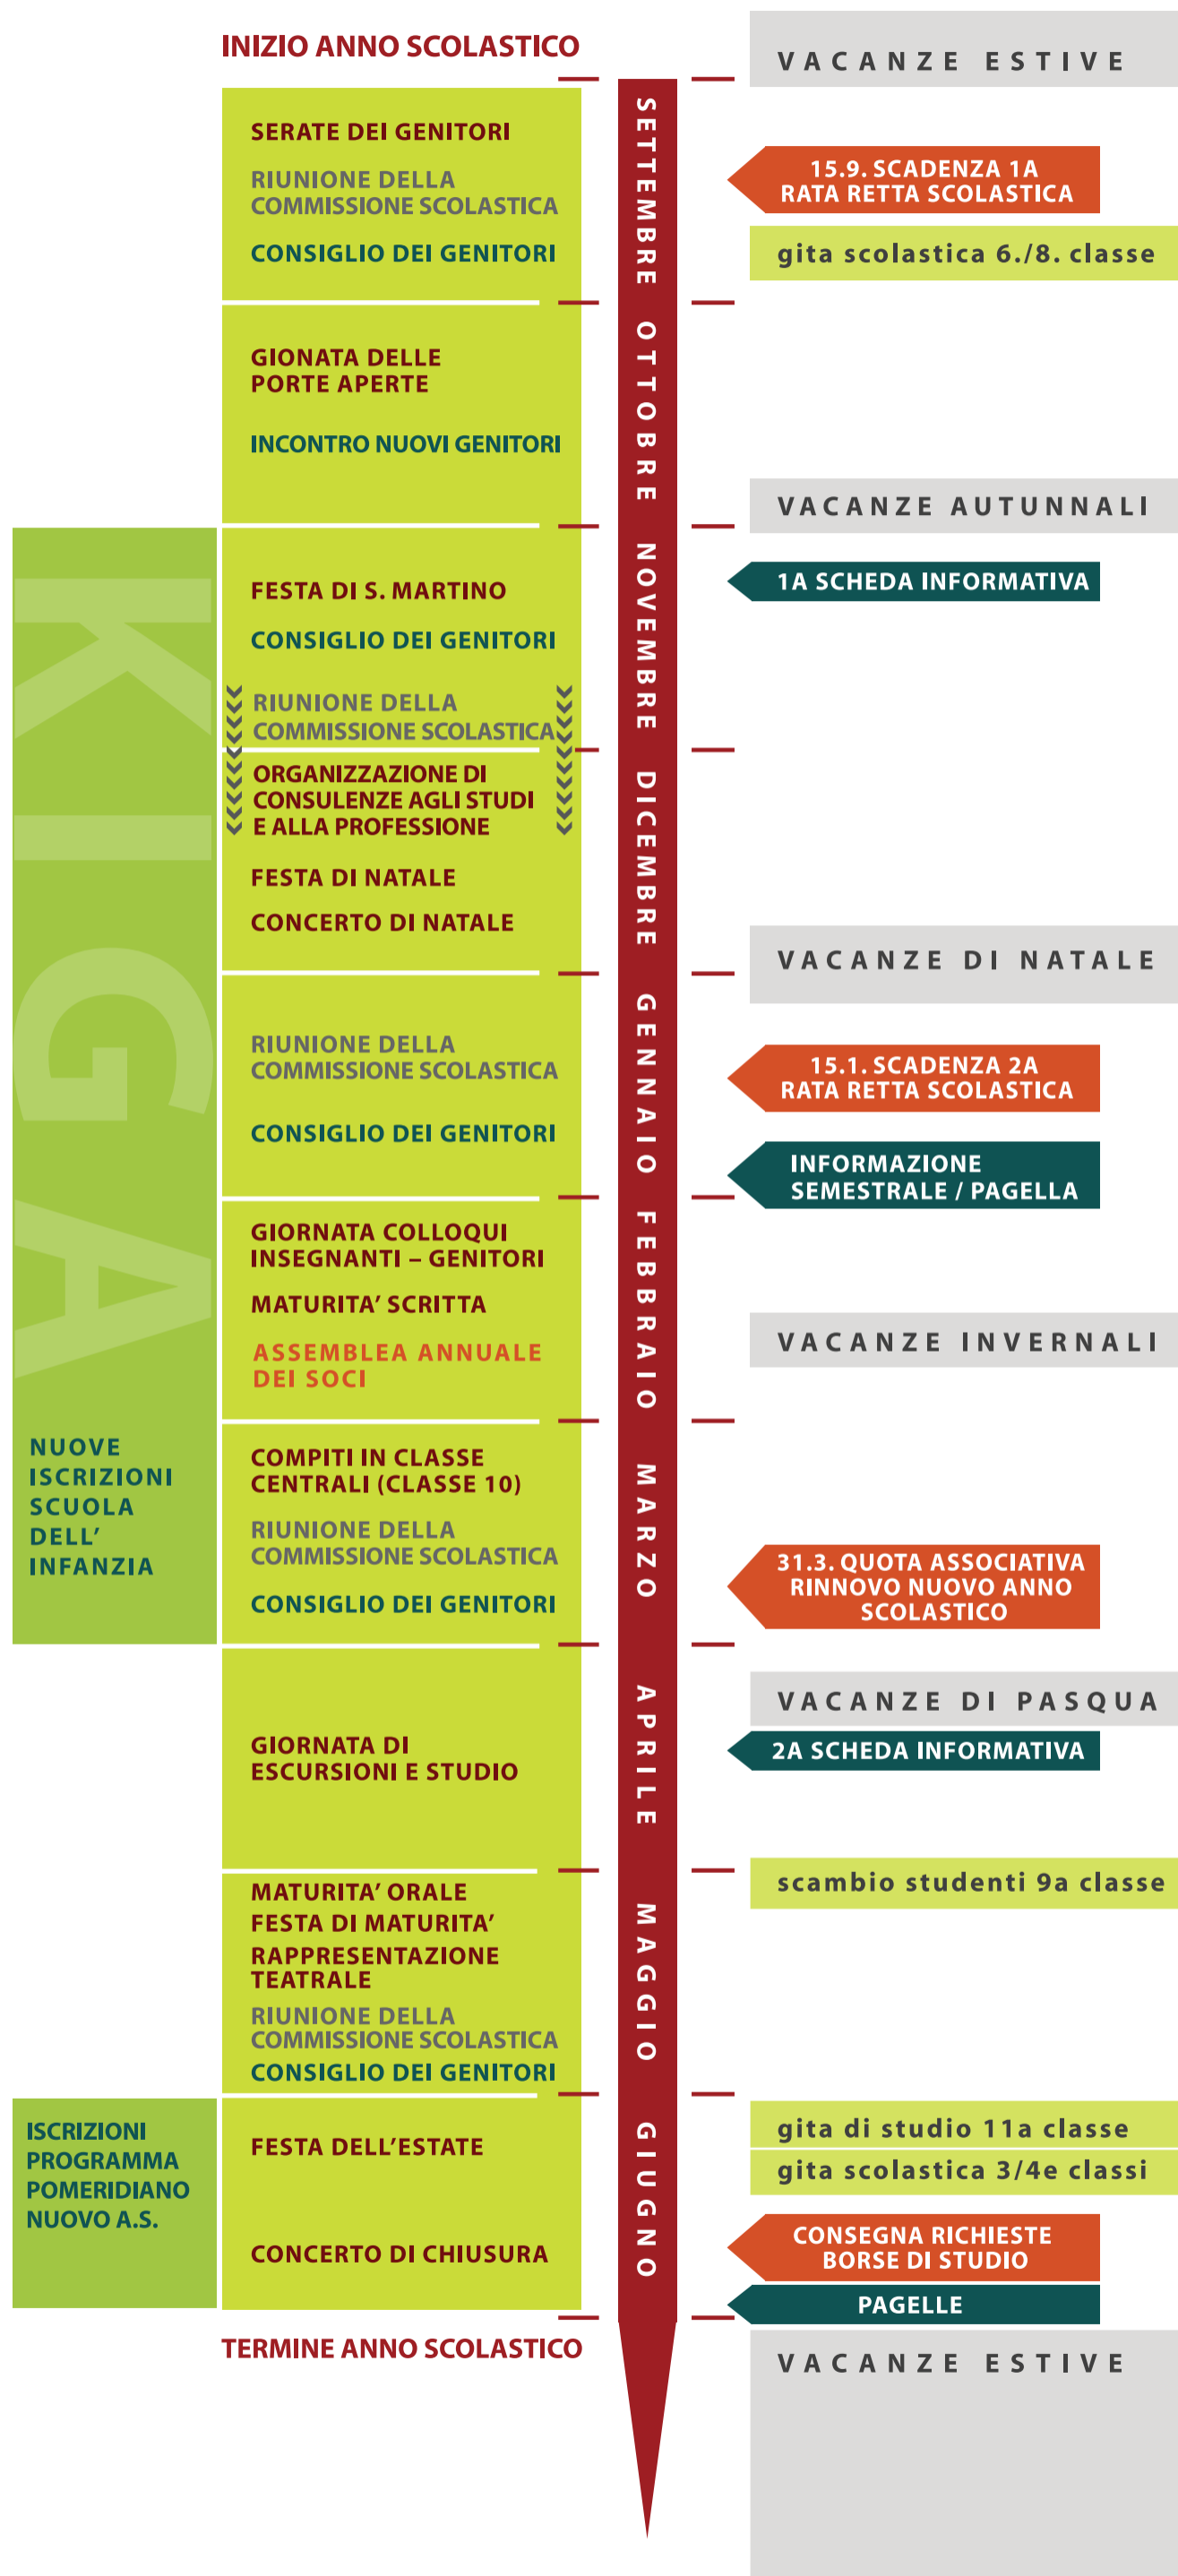 INIZIO ANNO SCOLASTICO
VACANZE ESTIVE
SETTEMBRE
SERATE DEI GENITORI
RIUNIONE DELLA
COMMISSIONE SCOLASTICA
CONSIGLIO DEI GENITORI
15.9. SCADENZA 1A
RATA RETTA SCOLASTICA
gita scolastica 6./8. classe
OTTOBRE
GIONATA DELLE
PORTE APERTE
INCONTRO NUOVI GENITORI
VACANZE AUTUNNALI
KIGA
NUOVE
ISCRIZIONI
SCUOLA
DELL’
INFANZIA
NOVEMBRE
FESTA DI S. MARTINO
CONSIGLIO DEI GENITORI
RIUNIONE DELLA
COMMISSIONE SCOLASTICA
1A SCHEDA INFORMATIVA
DICEMBRE
ORGANIZZAZIONE DI
CONSULENZE AGLI STUDI
E ALLA PROFESSIONE
FESTA DI NATALE
CONCERTO DI NATALE
VACANZE DI NATALE
GENNAIO
RIUNIONE DELLA
COMMISSIONE SCOLASTICA
CONSIGLIO DEI GENITORI
15.1. SCADENZA 2A
RATA RETTA SCOLASTICA
INFORMAZIONE
SEMESTRALE / PAGELLA
FEBBRAIO
GIORNATA COLLOQUI
INSEGNANTI – GENITORI
MATURITA’ SCRITTA
ASSEMBLEA ANNUALE
DEI SOCI
VACANZE INVERNALI
MARZO
COMPITI IN CLASSE
CENTRALI (CLASSE 10)
RIUNIONE DELLA
COMMISSIONE SCOLASTICA
CONSIGLIO DEI GENITORI
31.3. QUOTA ASSOCIATIVA
RINNOVO NUOVO ANNO
SCOLASTICO
APRILE
GIORNATA DI
ESCURSIONI E STUDIO
VACANZE DI PASQUA
2A SCHEDA INFORMATIVA
scambio studenti 9a classe
MAGGIO
MATURITA’ ORALE
FESTA DI MATURITA’
RAPPRESENTAZIONE
TEATRALE
RIUNIONE DELLA
COMMISSIONE SCOLASTICA
CONSIGLIO DEI GENITORI
ISCRIZIONI
PROGRAMMA
POMERIDIANO
NUOVO A.S.
GIUGNO
FESTA DELL’ESTATE
CONCERTO DI CHIUSURA
gita di studio 11a classe
gita scolastica 3/4e classi
CONSEGNA RICHIESTE
BORSE DI STUDIO
PAGELLE
TERMINE ANNO SCOLASTICO
VACANZE ESTIVE